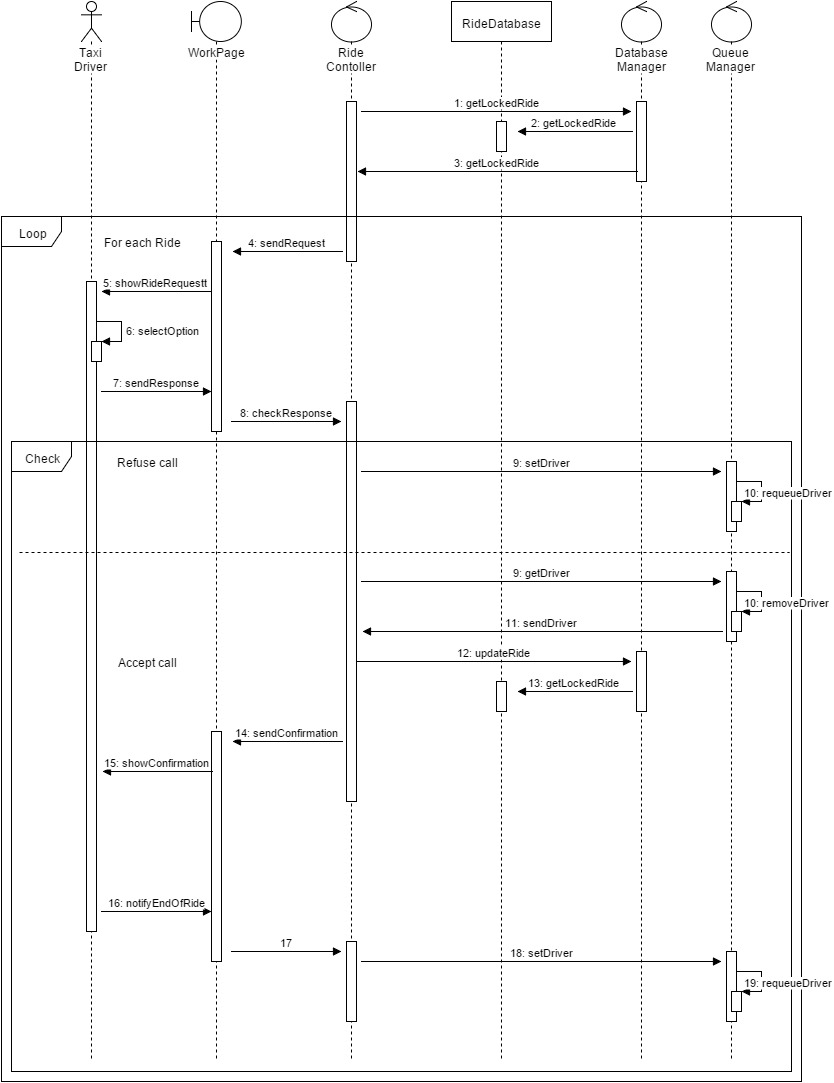 Taxi
Driver
WorkPage
Ride
Contoller
RideDatabase
Database
Manager
Queue
Manager
1: getLockedRide
2: getLockedRide
3: getLockedRide
Loop
For each Ride
4: sendRequest
5: showRideRequestt
6: selectOption
7: sendResponse
8: checkResponse
Check
Refuse call
9: setDriver
10: requeueDriver
9: getDriver
10: removeDriver
11: sendDriver
12: updateRide
Accept call
13: getLockedRide
14: sendConfirmation
15: showConfirmation
16: notifyEndOfRide
17
18: setDriver
19: requeueDriver